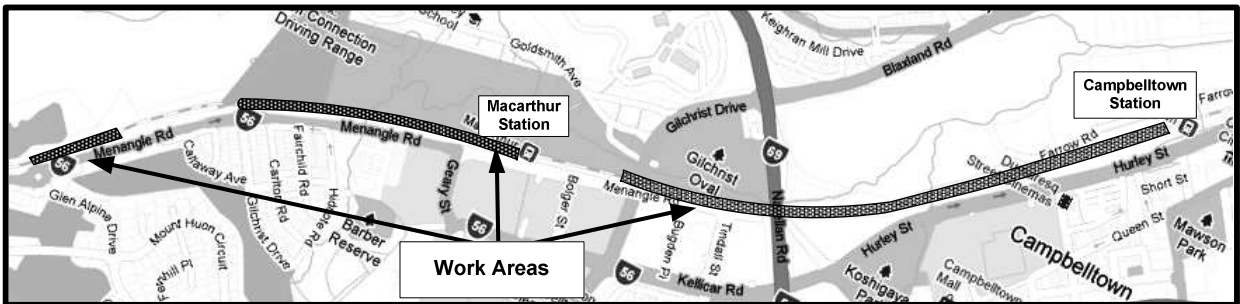 Connection
Driving Range
School
Goldsmith Ave
Keighran Mill Drive
Blaxland Rd
Campbelltown
Station
Farrow
Macarthur
Station
Gilchrist Drive
56
Menangle Rd
69
Farrow Rd
Menangle Rd
56
Callaway Ave
Fairchild Rd
Carlton Rd
Geary St
Gilchrist
Oval
Hurley St
Short St
Glen Alpine
Drive
Gilchrist Drive
Barber
Reserve
Bolger St
Menangle Rd
Tindall St
Narellan Rd
Queen St
Mawson
Park
Mount Huon
Circuit
56
Hurley St
Campbelltown
Work Areas
56
Kellicar Rd
Koshigaya
Campbelltown
Mall